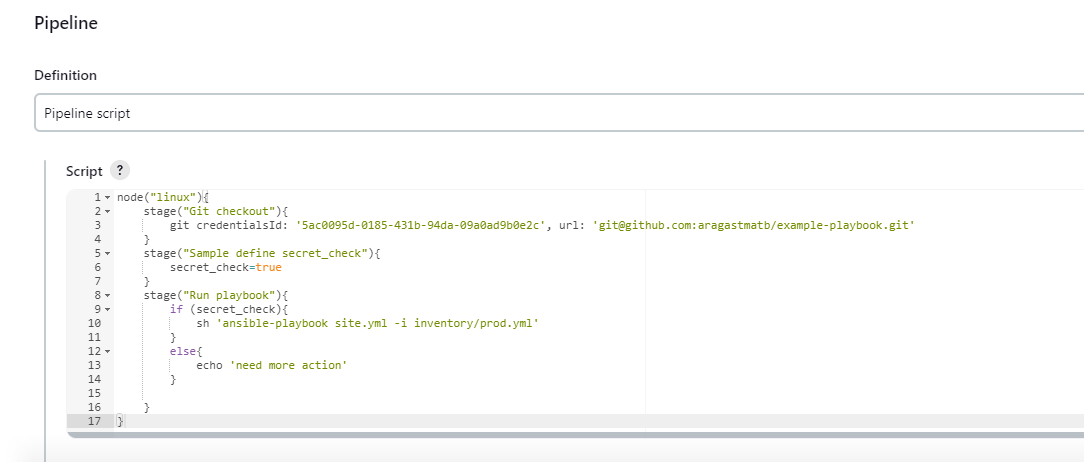 Pipeline
Definition
Pipeline script
Script ?
1 node("linux"){
2     stage("Git checkout"){
3         git credentialsId: '5ac0095d-0185-431b-94da-09a0ad9b0e2c', url: 'git@github.com:aragastmatb/example-playbook.git'
4     }
5     stage("Sample define secret_check"){
6         secret_check=true
7     }
8     stage("Run playbook"){
9         if (secret_check){
10             sh 'ansible-playbook site.yml -i inventory/prod.yml'
11         }
12         else{
13             echo 'need more action'
14         }
15
16     }
17 }